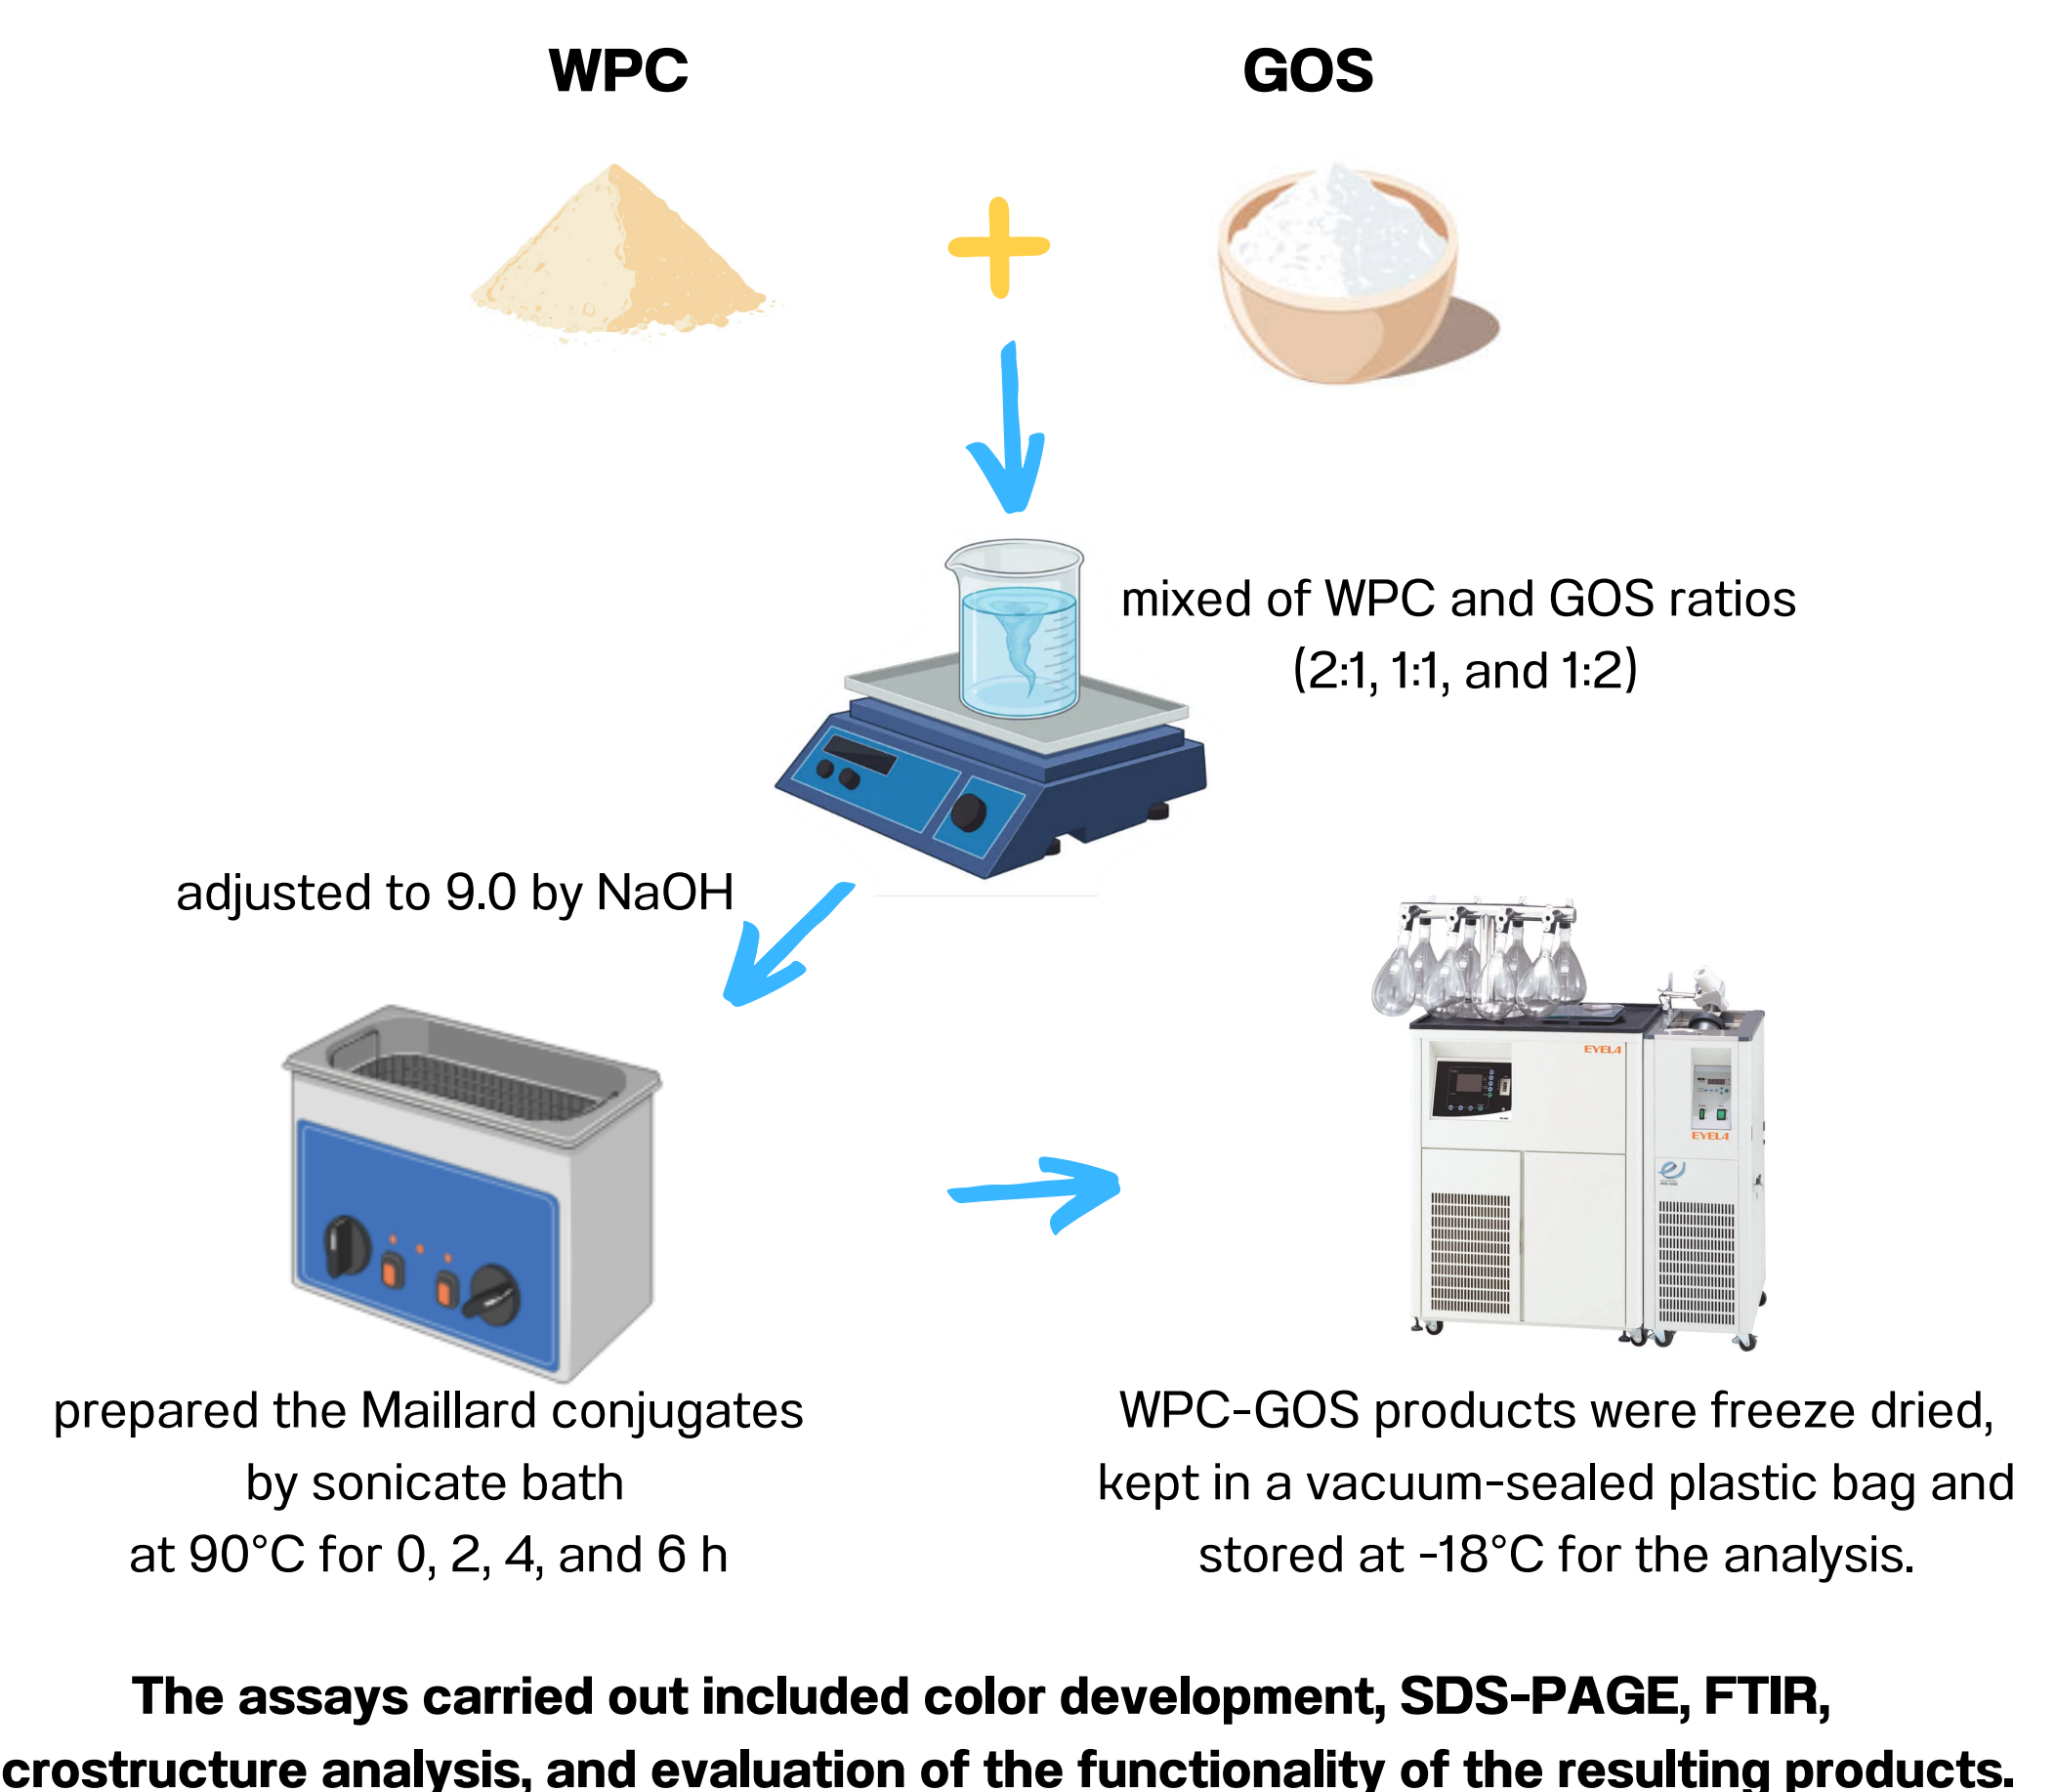 WPC
GOS
mixed of WPC and GOS ratios
(2:1, 1:1, and 1:2)
adjusted to 9.0 by NaOH
EYELA
EYELA
prepared the Maillard conjugates
by sonicate bath
at 90°C for 0, 2, 4, and 6 h
WPC-GOS products were freeze dried,
kept in a vacuum-sealed plastic bag and
stored at -18°C for the analysis.
The assays carried out included color development, SDS-PAGE, FTIR,
crostructure analysis, and evaluation of the functionality of the resulting products.